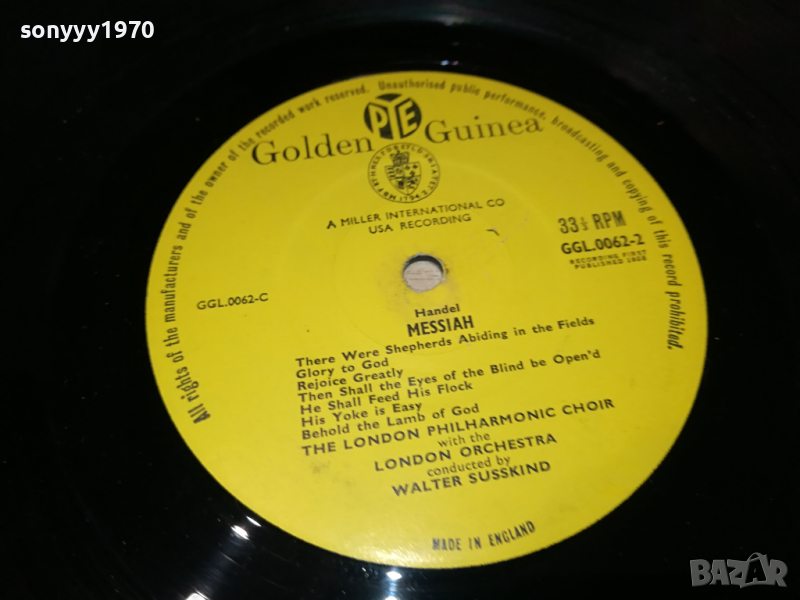 sonyyy1970
All rights of the manufacturers and of the owner of the recorded work reserved. Unauthorised public performance, broadcasting and copying of this record prohibited.
PYE
Golden Guinea
A MILLER INTERNATIONAL CO
USA RECORDING
33⅓ RPM
GGL.0062-2
RECORDING FIRST
PUBLISHED
GGL.0062-C
Handel
MESSIAH
There Were Shepherds Abiding in the Fields
Glory to God
Rejoice Greatly
Then Shall the Eyes of the Blind be Open'd
He Shall Feed His Flock
His Yoke is Easy
Behold the Lamb of God
THE LONDON PHILHARMONIC CHOIR
with the
LONDON ORCHESTRA
conducted by
WALTER SUSSKIND
MADE IN ENGLAND
BAZAR